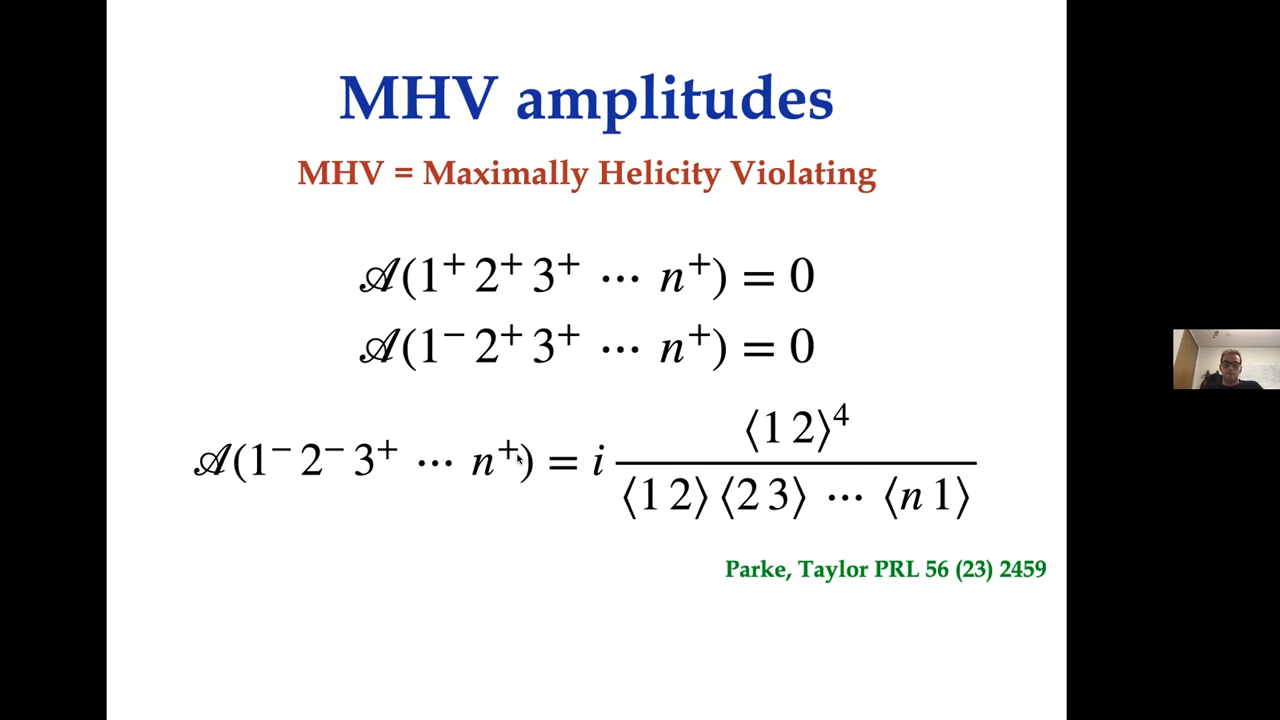 MHV amplitudes
MHV = Maximally Helicity Violating
𝒜(1⁺ 2⁺ 3⁺ ⋯ n⁺) = 0
𝒜(1⁻ 2⁺ 3⁺ ⋯ n⁺) = 0
𝒜(1⁻ 2⁻ 3⁺ ⋯ n⁺) = i ⟨1 2⟩⁴ / ⟨1 2⟩ ⟨2 3⟩ ⋯ ⟨n 1⟩
Parke, Taylor PRL 56 (23) 2459